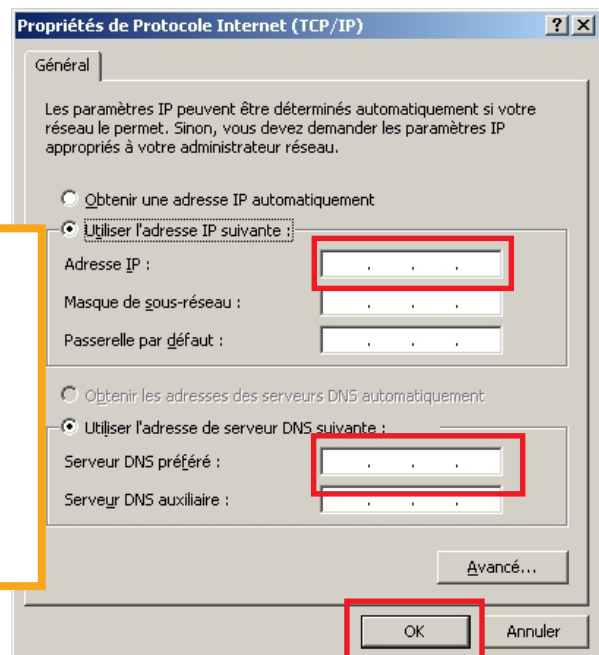 Propriétés de Protocole Internet (TCP/IP)
Général
Les paramètres IP peuvent être déterminés automatiquement si votre
réseau le permet. Sinon, vous devez demander les paramètres IP
appropriés à votre administrateur réseau.
Obtenir une adresse IP automatiquement
Utiliser l'adresse IP suivante :
Adresse IP :
Masque de sous-réseau :
Passerelle par défaut :
Obtenir les adresses des serveurs DNS automatiquement
Utiliser l'adresse de serveur DNS suivante :
Serveur DNS préféré :
Serveur DNS auxiliaire :
Avancé...
OK Annuler